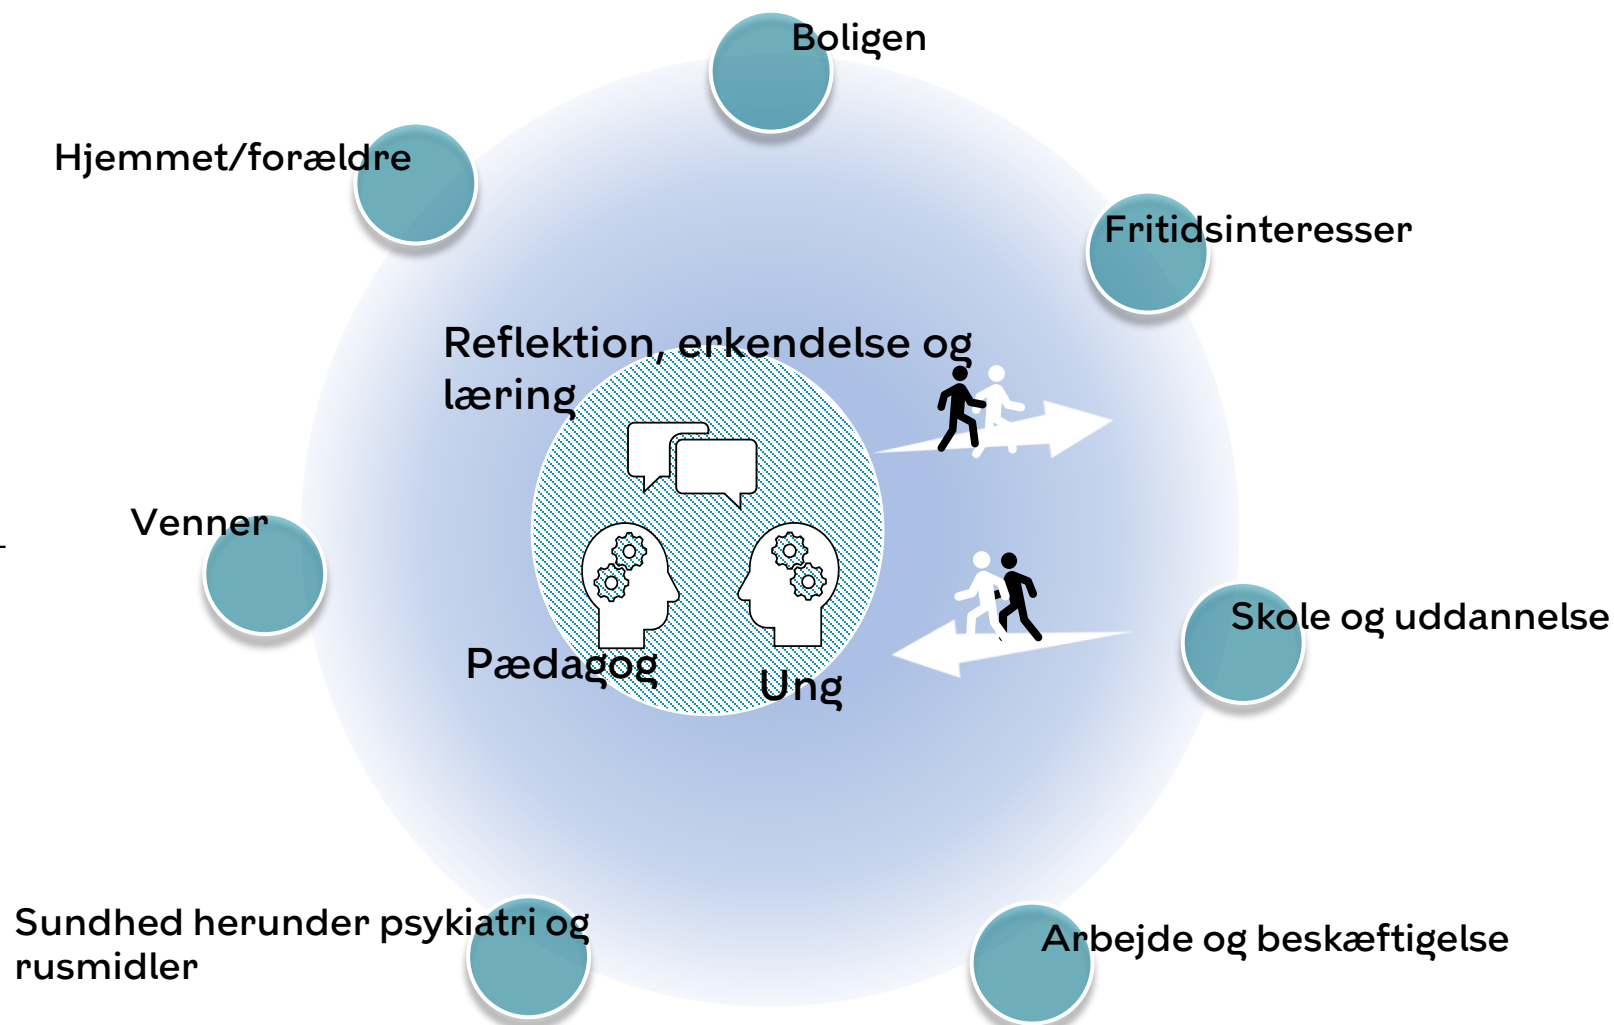 Boligen
Hjemmet/forældre
Fritidsinteresser
Reflektion, erkendelse og
læring
Venner
Skole og uddannelse
Pædagog
Ung
Sundhed herunder psykiatri og
rusmidler
Arbejde og beskæftigelse